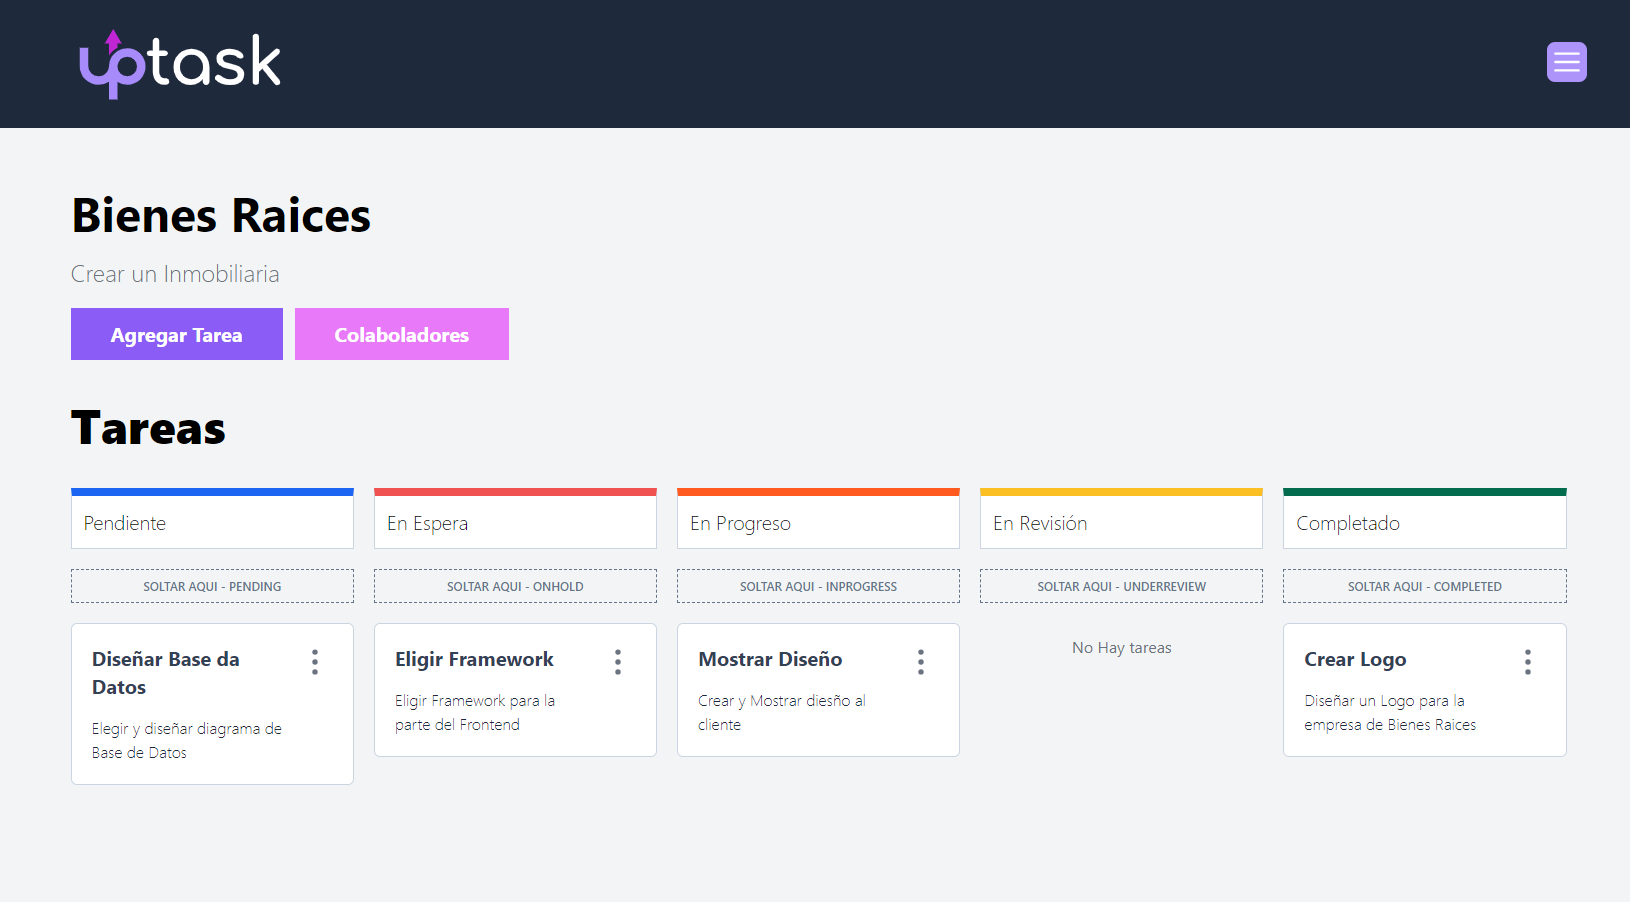 uptask
Bienes Raices
Crear un Inmobiliaria
Agregar Tarea
Colaboladores
Tareas
Pendiente
En Espera
En Progreso
En Revisión
Completado
SOLTAR AQUI - PENDING
SOLTAR AQUI - ONHOLD
SOLTAR AQUI - INPROGRESS
SOLTAR AQUI - UNDERREVIEW
SOLTAR AQUI - COMPLETED
Diseñar Base da
Datos
Elegir y diseñar diagrama de
Base de Datos
Eligir Framework
Eligir Framework para la
parte del Frontend
Mostrar Diseño
Crear y Mostrar diesño al
cliente
No Hay tareas
Crear Logo
Diseñar un Logo para la
empresa de Bienes Raices